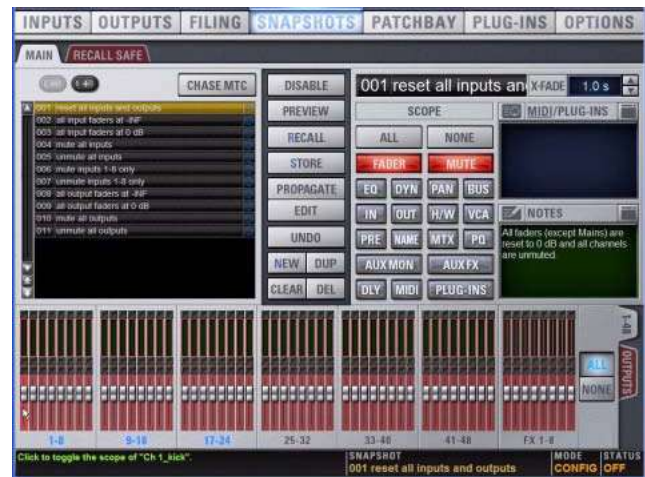 INPUTS OUTPUTS FILING SNAPSHOTS PATCHBAY PLUG-INS OPTIONS
MAIN RECALL SAFE
CHASE MTC
DISABLE
001 reset all inputs an
X-FADE 1.0 s
001 reset all inputs and outputs
002 all input faders at -INF
003 all input faders at 0 dB
004 mute all inputs
005 unmute all inputs
006 mute inputs 1-8 only
007 unmute inputs 1-8 only
008 all output faders at -INF
009 all output faders at 0 dB
010 mute all outputs
011 unmute all outputs
PREVIEW
RECALL
STORE
PROPAGATE
EDIT
UNDO
NEW DUP
CLEAR DEL
SCOPE
ALL NONE
FADER MUTE
EQ DYN PAN BUS
IN OUT H/W VCA
PRE NAME MTX PQ
AUX MON AUX FX
DLY MIDI PLUG-INS
MIDI/PLUG-INS
NOTES
All faders (except Mains) are
reset to 0 dB and all channels
are unmuted.
1-48
OUTPUTS
ALL
NONE
1-8 9-16 17-24 25-32 33-40 41-48 FX 1-8
Click to toggle the scope of "Ch 1_kick".
SNAPSHOT
001 reset all inputs and outputs
MODE
CONFIG
STATUS
OFF